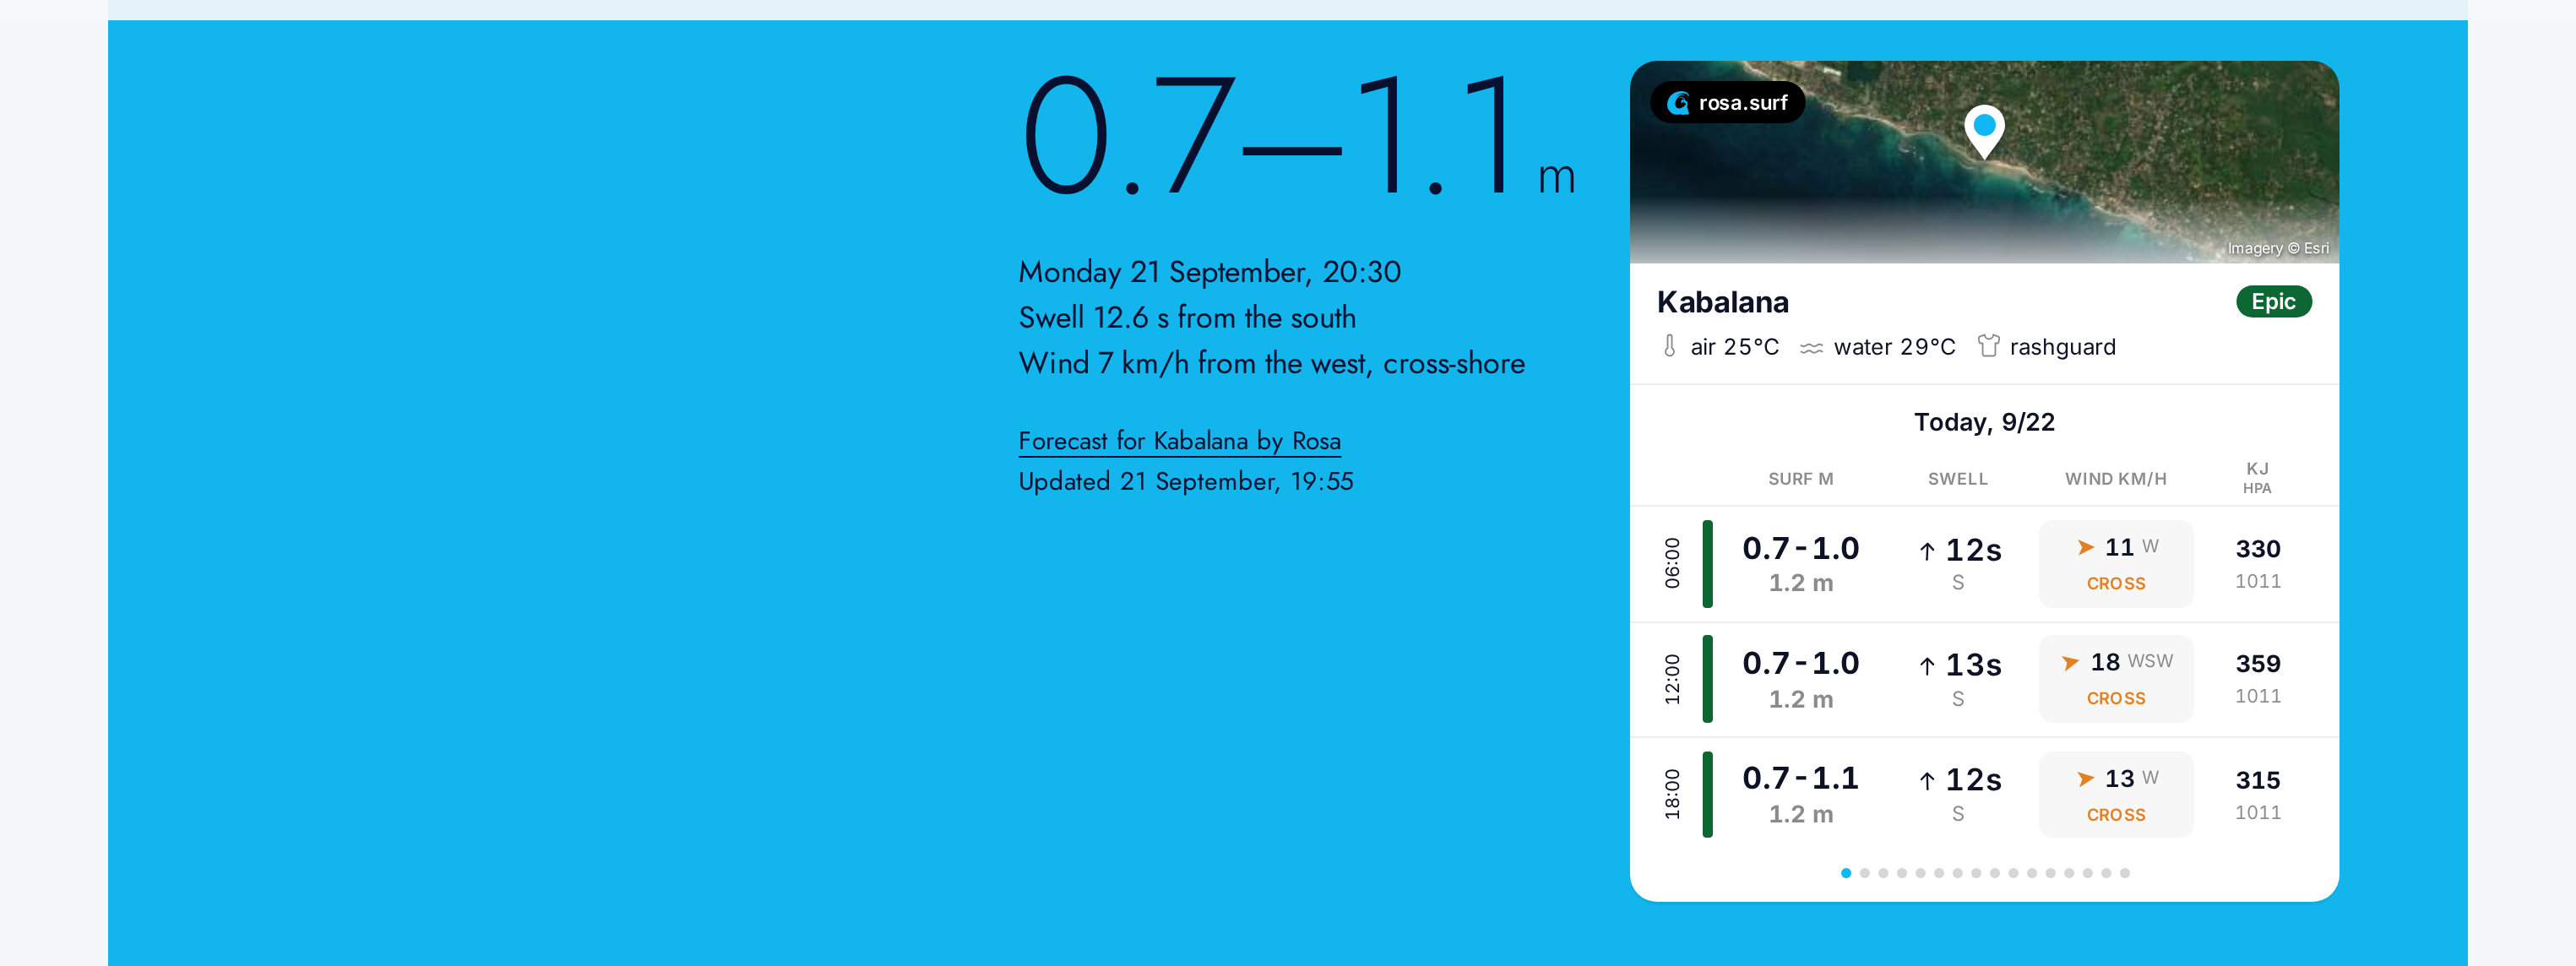 0.7—1.1 m
Monday 21 September, 20:30
Swell 12.6 s from the south
Wind 7 km/h from the west, cross-shore
Forecast for Kabalana by Rosa
Updated 21 September, 19:55
rosa.surf
Imagery © Esri
Kabalana
Epic
air 25°C water 29°C rashguard
Today, 9/22
SURF M SWELL WIND KM/H KJ
HPA
06:00 0.7-1.0 12s 11 W 330
1.2 m S CROSS 1011
12:00 0.7-1.0 13s 18 WSW 359
1.2 m S CROSS 1011
18:00 0.7-1.1 12s 13 W 315
1.2 m S CROSS 1011